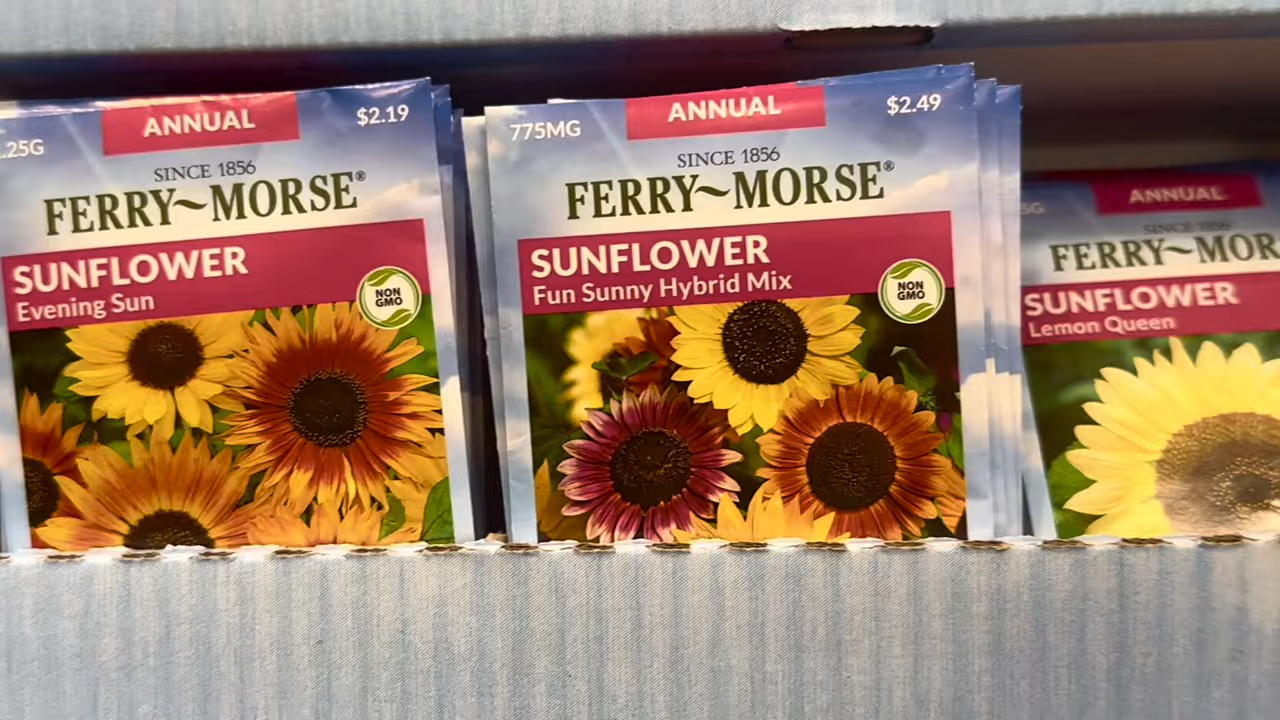 .25G
ANNUAL
$2.19
SINCE 1856
FERRY~MORSE®
SUNFLOWER
Evening Sun
NON
GMO
775MG
ANNUAL
$2.49
SINCE 1856
FERRY~MORSE®
SUNFLOWER
Fun Sunny Hybrid Mix
NON
GMO
ANNUAL
SINCE 1856
FERRY~MOR
SUNFLOWER
Lemon Queen